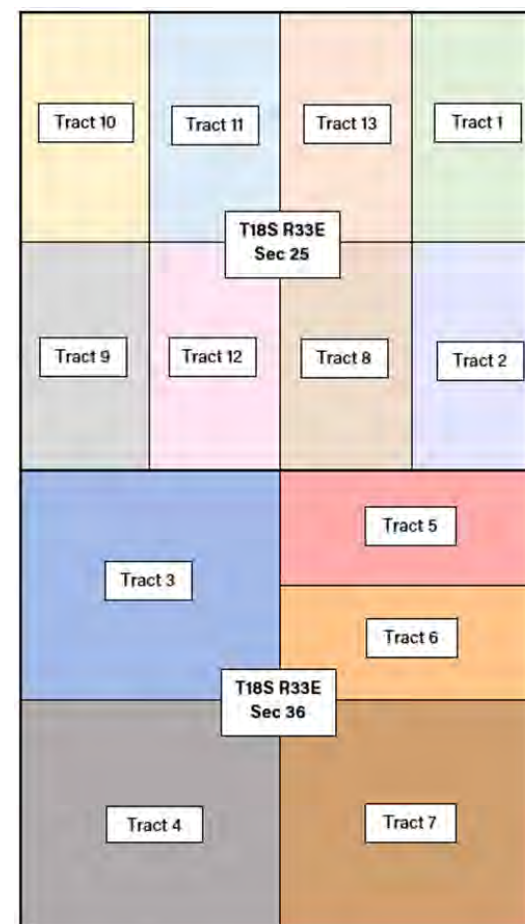 Tract 10
Tract 11
Tract 13
Tract 1
T18S R33E
Sec 25
Tract 9
Tract 12
Tract 8
Tract 2
Tract 5
Tract 3
Tract 6
T18S R33E
Sec 36
Tract 4
Tract 7